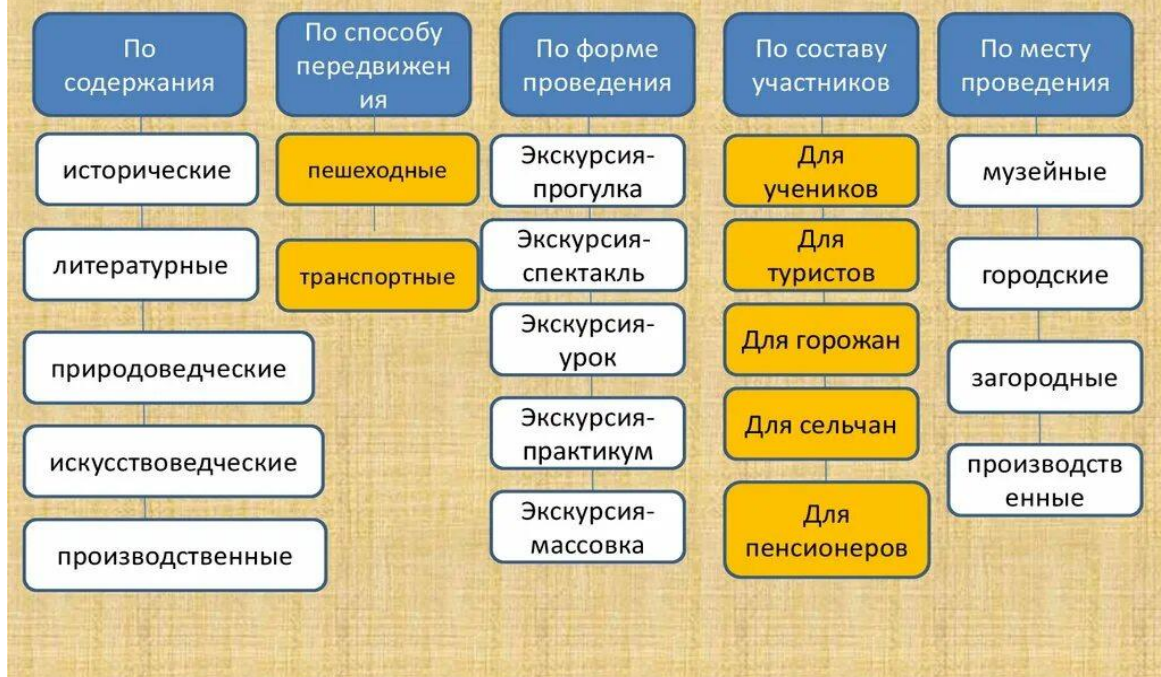 По
содержания
исторические
литературные
природоведческие
искусствоведческие
производственные
По способу
передвижен
ия
пешеходные
транспортные
По форме
проведения
Экскурсия-
прогулка
Экскурсия-
спектакль
Экскурсия-
урок
Экскурсия-
практикум
Экскурсия-
массовка
По составу
участников
Для
учеников
Для
туристов
Для горожан
Для сельчан
Для
пенсионеров
По месту
проведения
музейные
городские
загородные
производств
енные